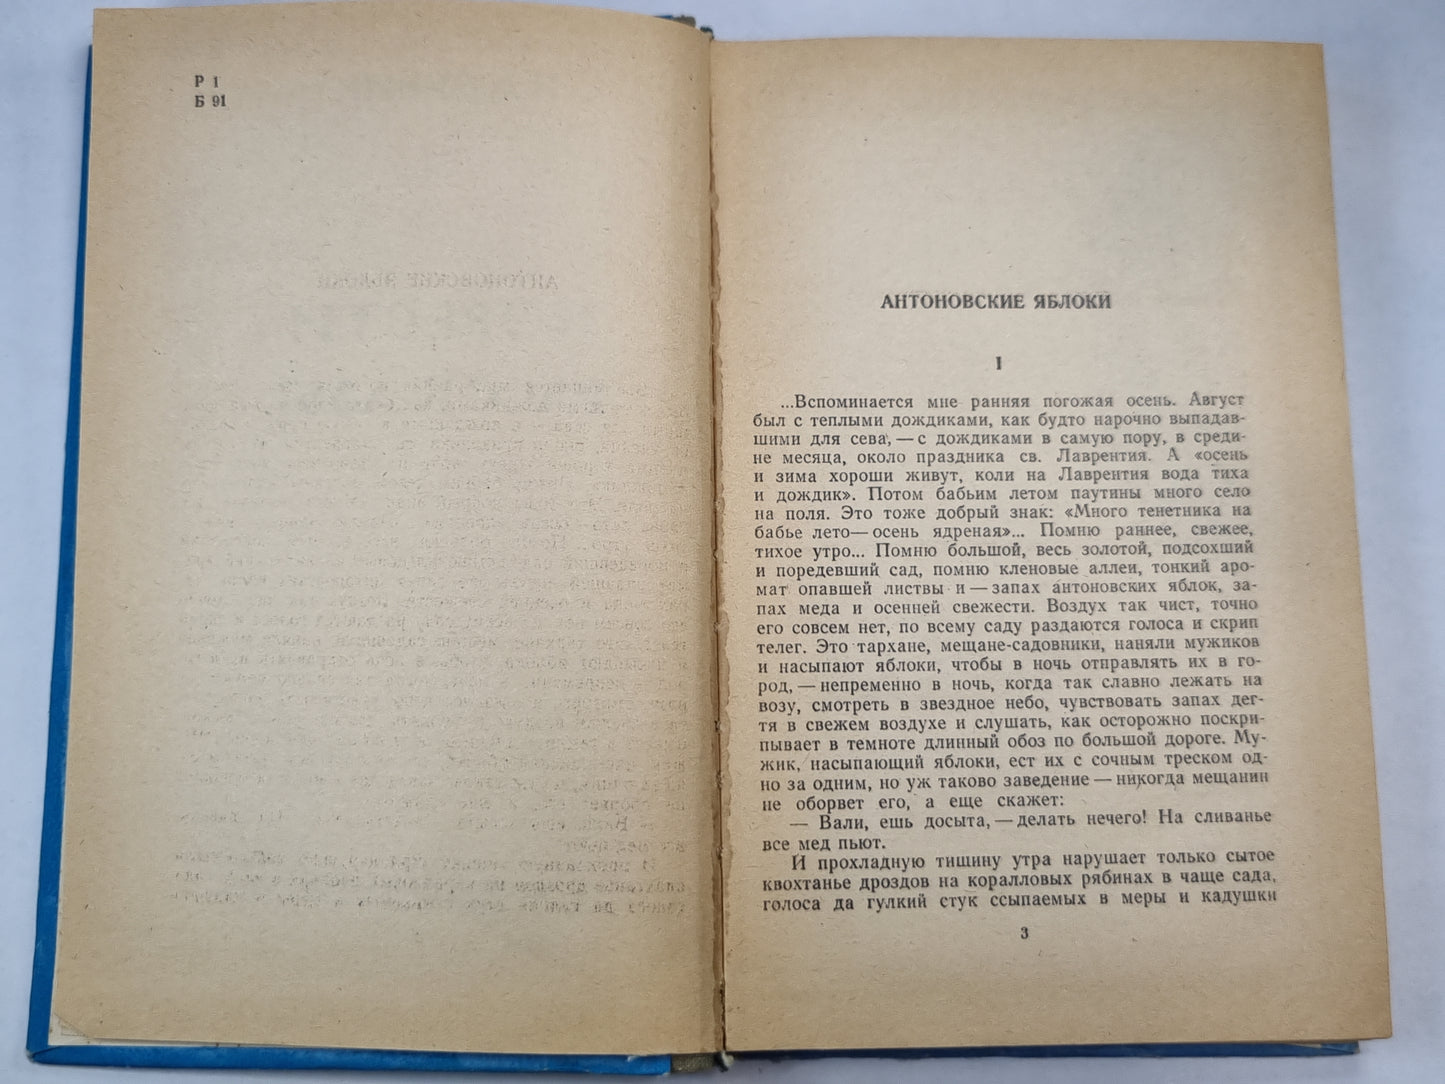 Р 1
Б 91
АНТОНОВСКИЕ ЯБЛОКИ
I
...Вспоминается мне ранняя погожая осень. Август
был с теплыми дождиками, как будто нарочно выпадав-
шими для сева, — с дождиками в самую пору, в среди-
не месяца, около праздника св. Лаврентия. А «осень
и зима хороши живут, коли на Лаврентия вода тиха
и дождик». Потом бабьим летом паутины много село
на поля. Это тоже добрый знак: «Много тенетника на
бабье лето — осень ядреная»... Помню раннее, свежее,
тихое утро... Помню большой, весь золотой, подсохший
и поредевший сад, помню кленовые аллеи, тонкий аро-
мат опавшей листвы и — запах антоновских яблок, за-
пах меда и осенней свежести. Воздух так чист, точно
его совсем нет, по всему саду раздаются голоса и скрип
телег. Это тархане, мещане-садовники, наняли мужиков
и насыпают яблоки, чтобы в ночь отправлять их в го-
род, — непременно в ночь, когда так славно лежать на
возу, смотреть в звездное небо, чувствовать запах дег-
тя в свежем воздухе и слушать, как осторожно поскри-
пывает в темноте длинный обоз по большой дороге. Му-
жик, насыпающий яблоки, ест их с сочным треском од-
но за одним, но уж таково заведение — никогда мещанин
не оборвет его, а еще скажет:
— Вали, ешь досыта, — делать нечего! На сливанье
все мед пьют.
И прохладную тишину утра нарушает только сытое
квохтанье дроздов на коралловых рябинах в чаще сада,
голоса да гулкий стук ссыпаемых в меры и кадушки
3